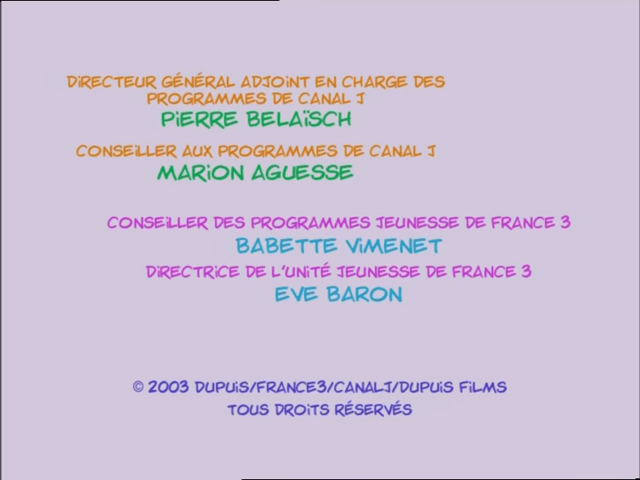 DIRECTEUR GÉNÉRAL ADJOINT EN CHARGE DES
PROGRAMMES DE CANAL J
PIERRE BELAÏSCH
CONSEILLER AUX PROGRAMMES DE CANAL J
MARION AGUESSE
CONSEILLER DES PROGRAMMES JEUNESSE DE FRANCE 3
BABETTE VIMENET
DIRECTRICE DE L'UNITÉ JEUNESSE DE FRANCE 3
EVE BARON
© 2003 DUPUIS/FRANCE3/CANALJ/DUPUIS FILMS
TOUS DROITS RÉSERVÉS